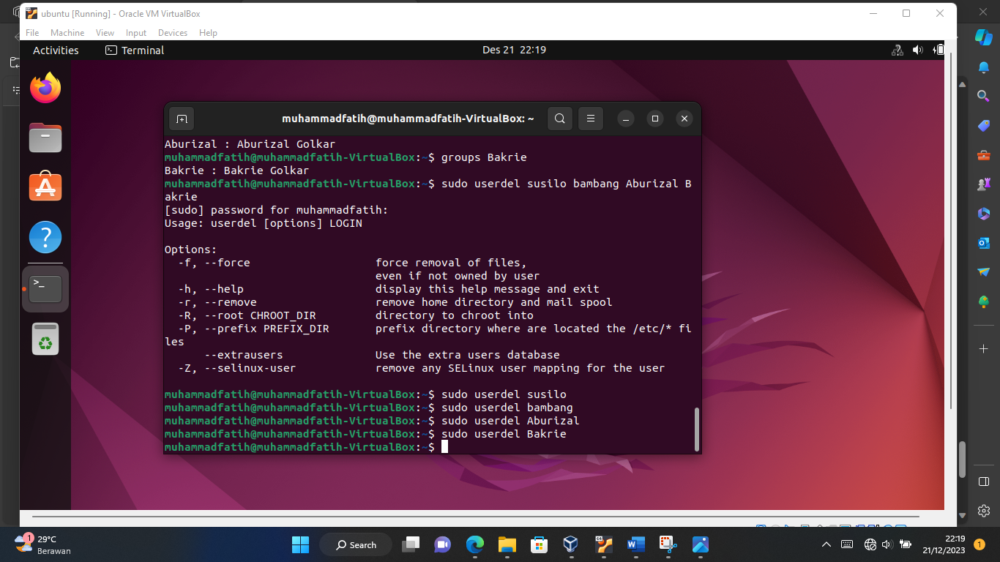 ubuntu [Running] - Oracle VM VirtualBox
File Machine View Input Devices Help
Activities Terminal Des 21 22:19
muhammadfatih@muhammadfatih-VirtualBox: ~
Aburizal : Aburizal Golkar
muhammadfatih@muhammadfatih-VirtualBox:~$ groups Bakrie
Bakrie : Bakrie Golkar
muhammadfatih@muhammadfatih-VirtualBox:~$ sudo userdel susilo bambang Aburizal B
akrie
[sudo] password for muhammadfatih:
Usage: userdel [options] LOGIN
Options:
-f, --force force removal of files,
even if not owned by user
-h, --help display this help message and exit
-r, --remove remove home directory and mail spool
-R, --root CHROOT_DIR directory to chroot into
-P, --prefix PREFIX_DIR prefix directory where are located the /etc/* fi
les
--extrausers Use the extra users database
-Z, --selinux-user remove any SELinux user mapping for the user
muhammadfatih@muhammadfatih-VirtualBox:~$ sudo userdel susilo
muhammadfatih@muhammadfatih-VirtualBox:~$ sudo userdel bambang
muhammadfatih@muhammadfatih-VirtualBox:~$ sudo userdel Aburizal
muhammadfatih@muhammadfatih-VirtualBox:~$ sudo userdel Bakrie
muhammadfatih@muhammadfatih-VirtualBox:~$
1
29°C
Berawan
Search
22:19
21/12/2023
1